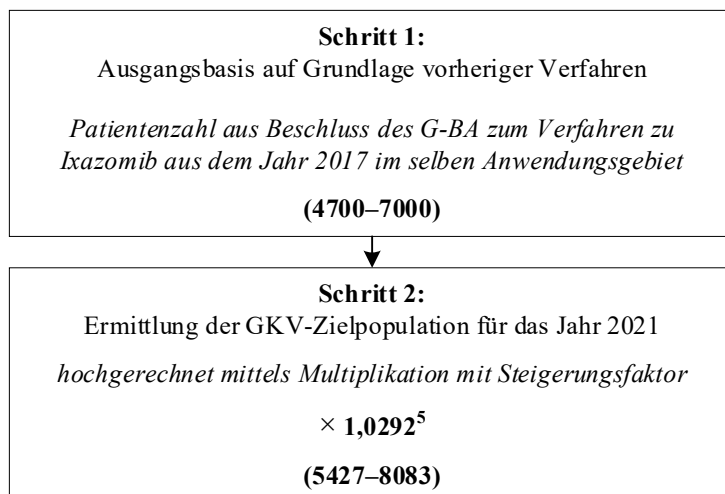 Schritt 1:
Ausgangsbasis auf Grundlage vorheriger Verfahren
Patientenzahl aus Beschluss des G-BA zum Verfahren zu
Ixazomib aus dem Jahr 2017 im selben Anwendungsgebiet
(4700–7000)
Schritt 2:
Ermittlung der GKV-Zielpopulation für das Jahr 2021
hochgerechnet mittels Multiplikation mit Steigerungsfaktor
× 1,0292⁵
(5427–8083)